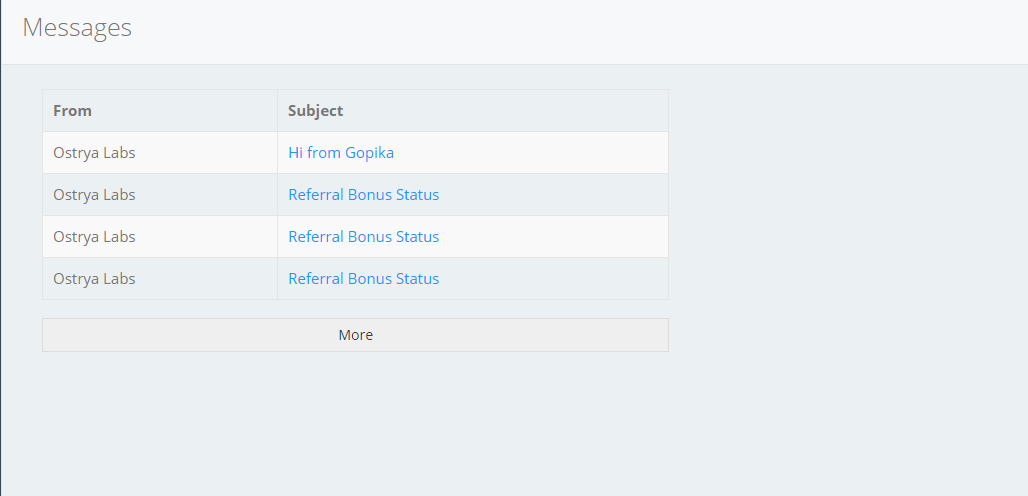 Messages
From Subject
Ostrya Labs Hi from Gopika
Ostrya Labs Referral Bonus Status
Ostrya Labs Referral Bonus Status
Ostrya Labs Referral Bonus Status
More